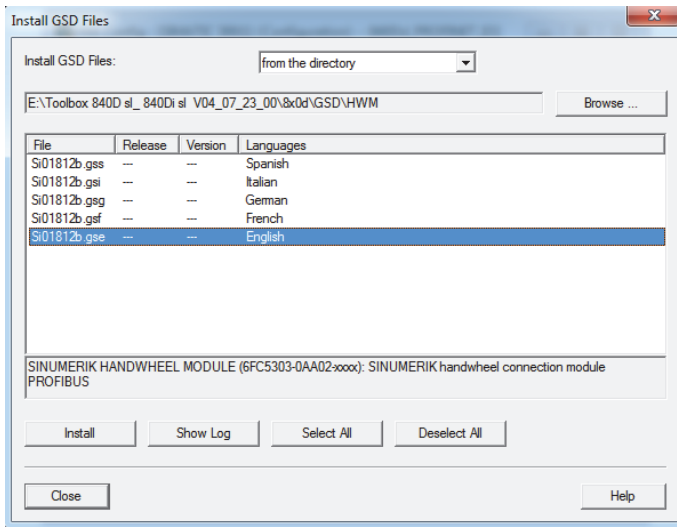 Install GSD Files
Install GSD Files:
from the directory
E:\Toolbox 840D sl_ 840Di sl V04_07_23_00\8x0d\GSD\HWM
Browse ...
File Release Version Languages
Si01812b.gss --- --- Spanish
Si01812b.gsi --- --- Italian
Si01812b.gsg --- --- German
Si01812b.gsf --- --- French
Si01812b.gse --- --- English
SINUMERIK HANDWHEEL MODULE (6FC5303-0AA02-xxxx): SINUMERIK handwheel connection module
PROFIBUS
Install Show Log Select All Deselect All
Close Help